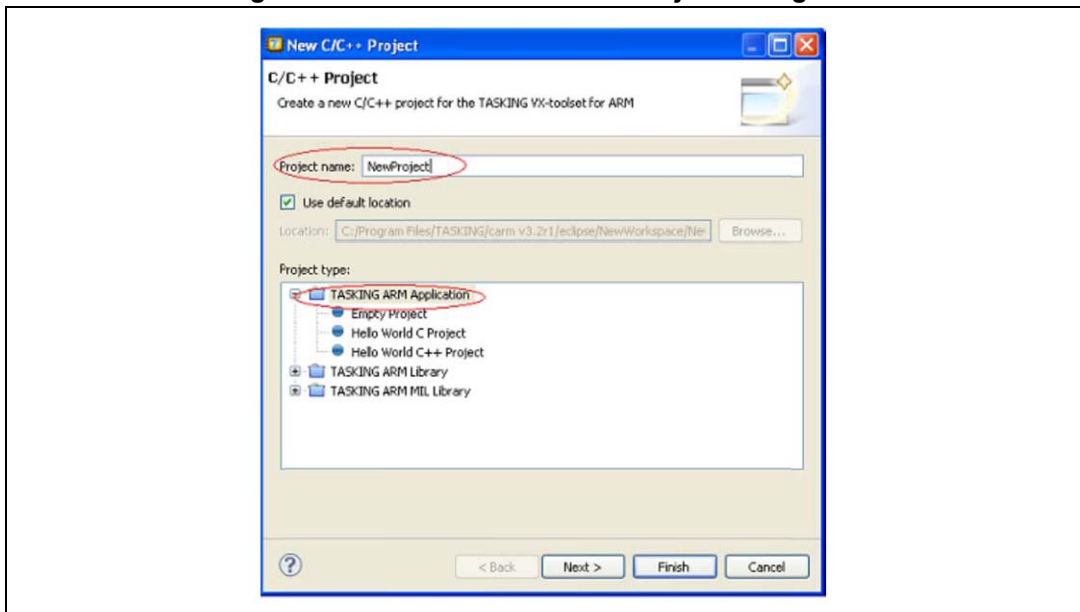 New C/C++ Project
C/C++ Project
Create a new C/C++ project for the TASKING VX-toolset for ARM
Project name: NewProject
Use default location
Location: C:/Program Files/TASKING/carm v3.2r1/eclipse/NewWorkspace/Ne Browse...
Project type:
TASKING ARM Application
Empty Project
Hello World C Project
Hello World C++ Project
TASKING ARM Library
TASKING ARM MIL Library
? < Back Next > Finish Cancel